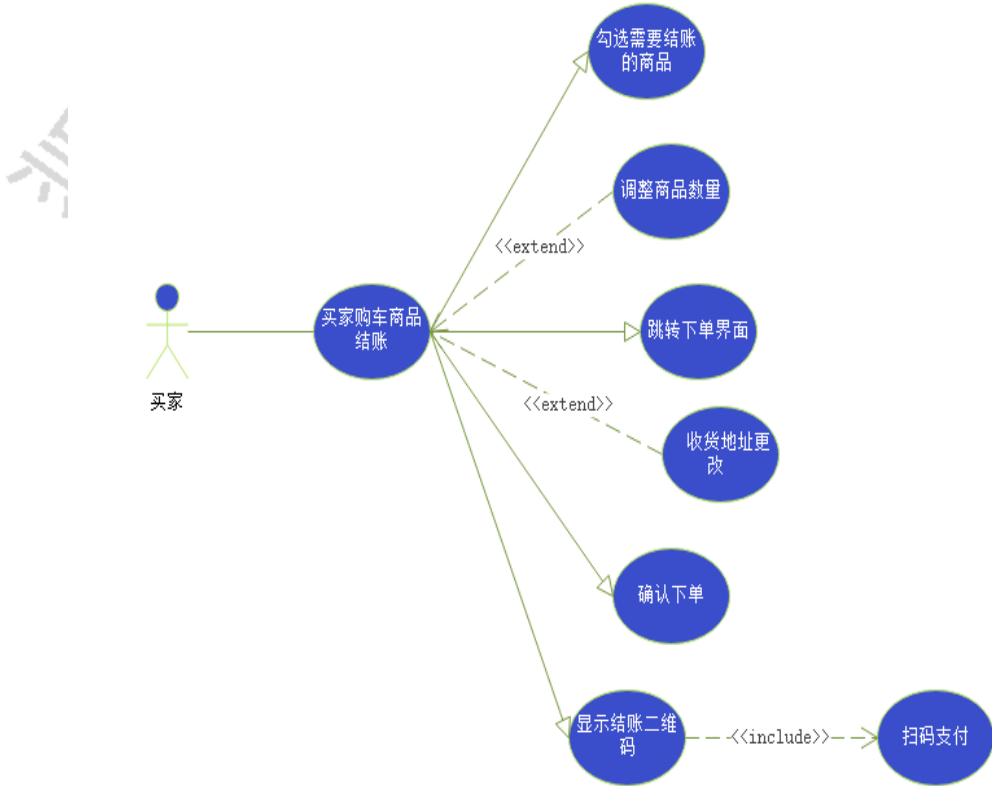 勾选需要结账
的商品
调整商品数量
<<extend>>
买家购车商品
结账
跳转下单界面
买家
<<extend>>
收货地址更
改
确认下单
显示结账二维
码
<<include>>
扫码支付